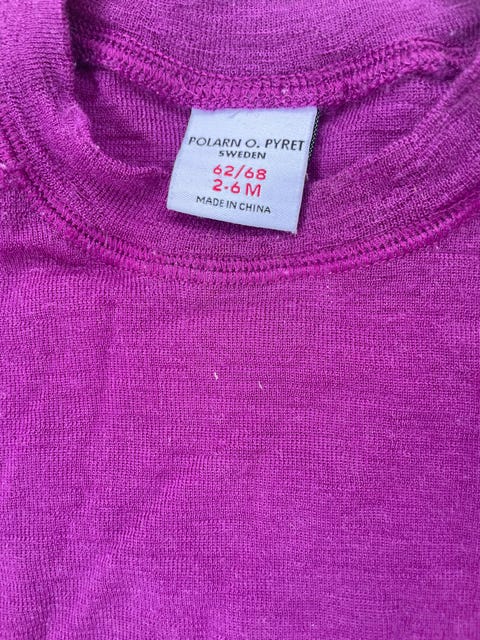 POLARN O. PYRET
SWEDEN
62/68
2-6 M
MADE IN CHINA